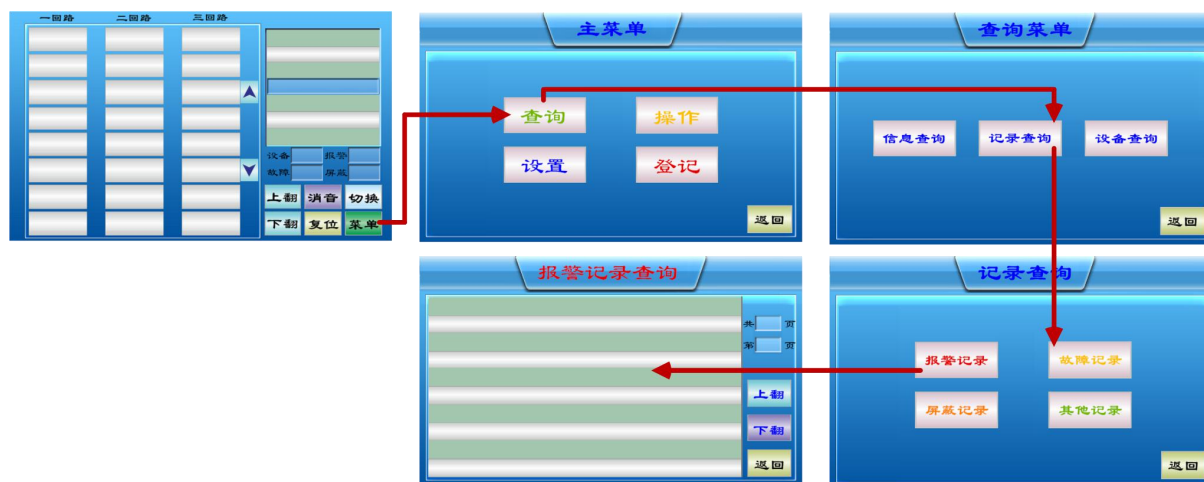 一回路 二回路 三回路
设备 报警
故障 屏蔽
上翻 消音 切换
下翻 复位 菜单
主菜单
查询 操作
设置 登记
返回
查询菜单
信息查询 记录查询 设备查询
返回
报警记录查询
共 页
第 页
上翻
下翻
返回
记录查询
报警记录 故障记录
屏蔽记录 其他记录
返回